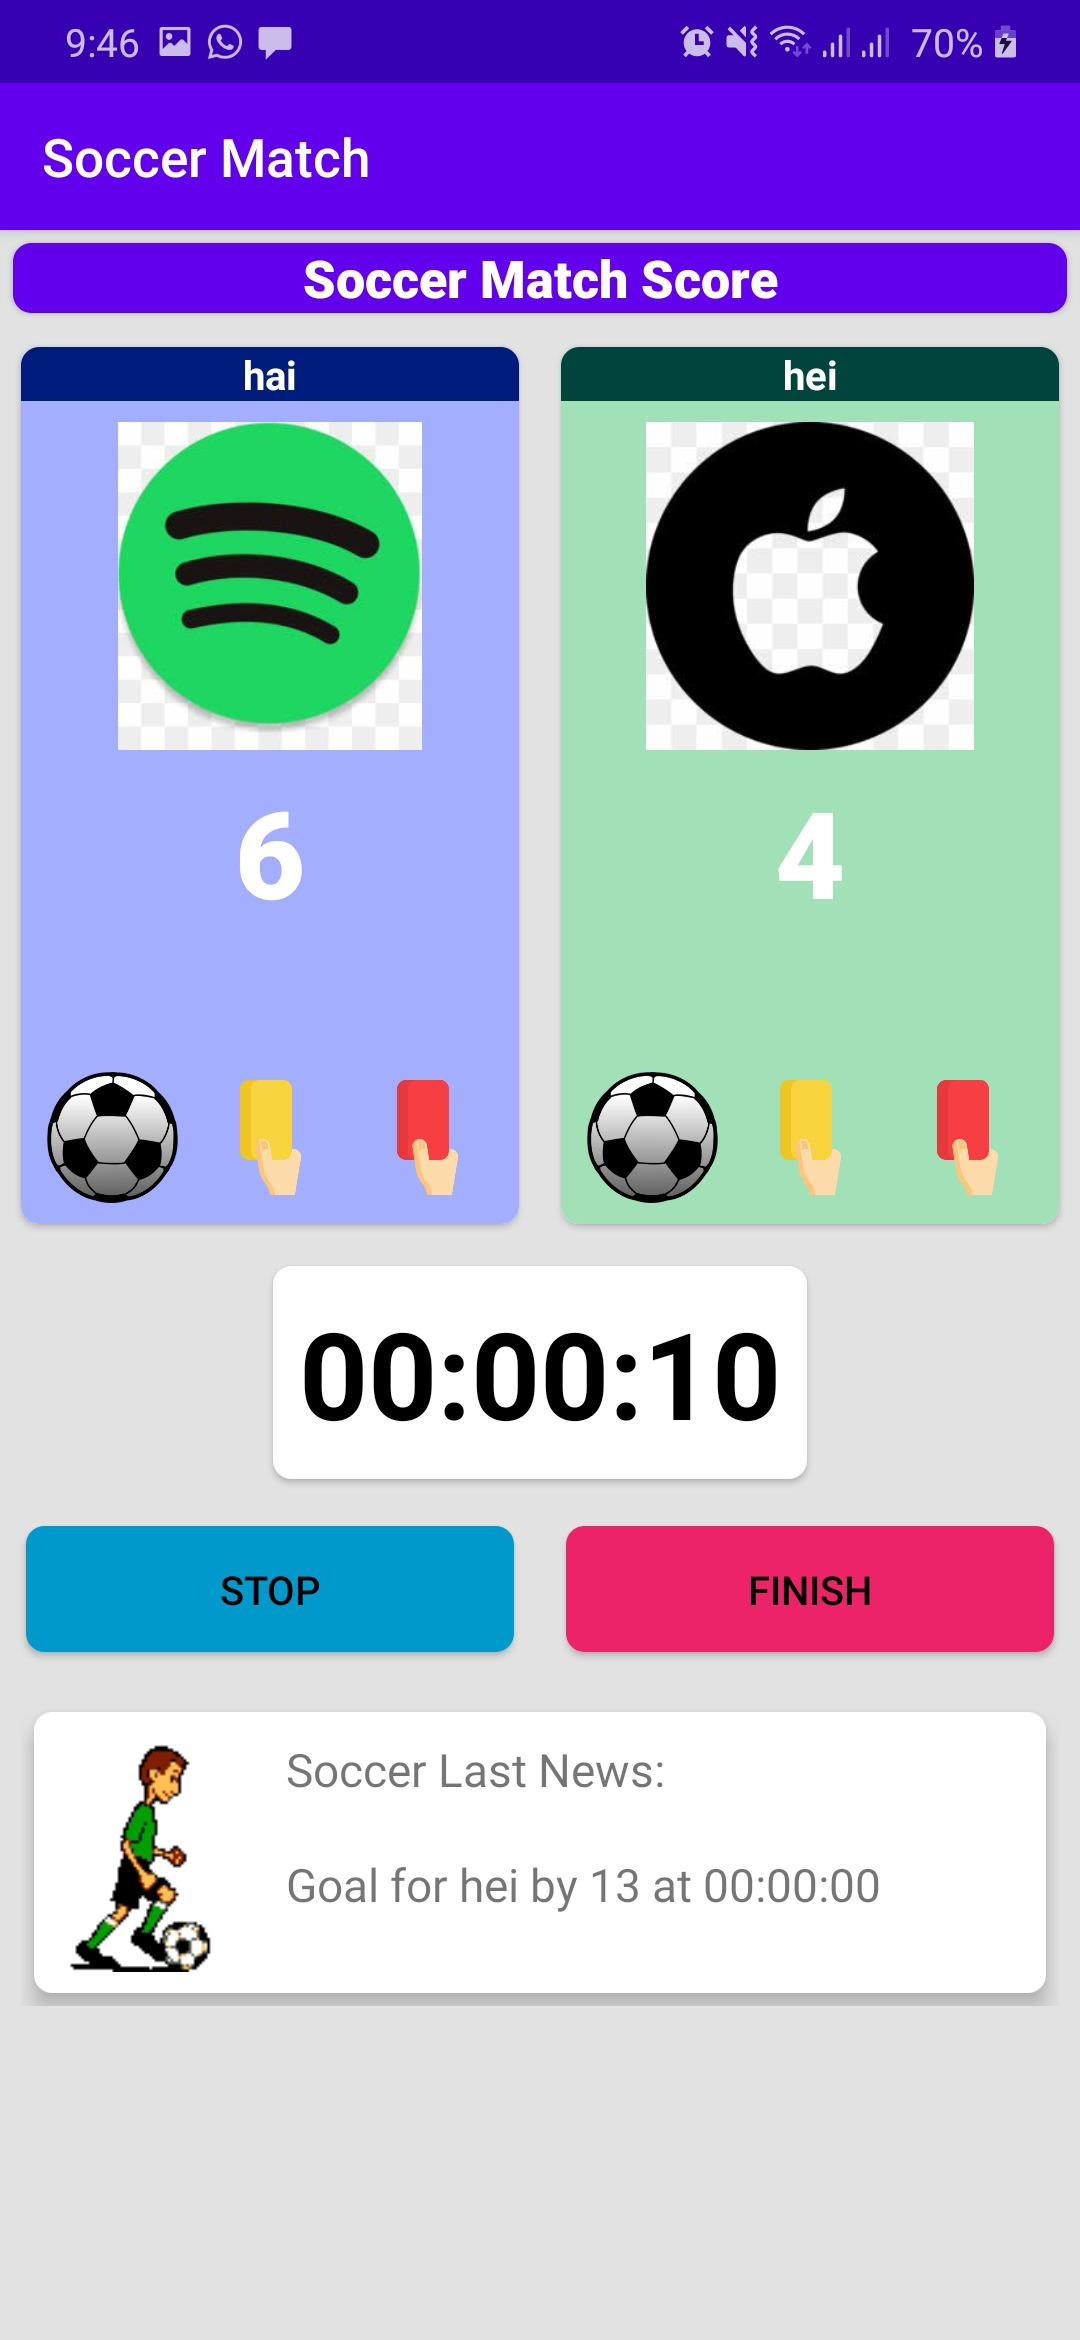 9:46 70%
Soccer Match
Soccer Match Score
hai hei
6 4
00:00:10
STOP FINISH
Soccer Last News:
Goal for hei by 13 at 00:00:00